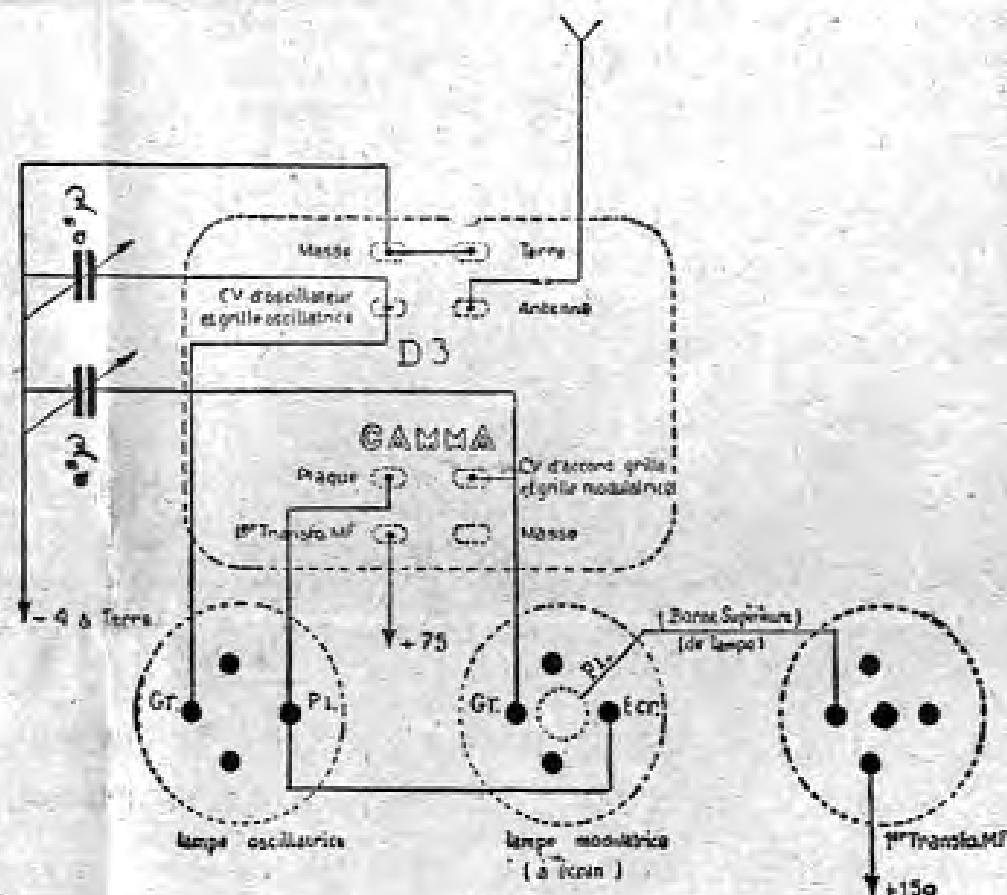 Masse
Terre
CV d'oscillateur
et grille oscillatrice
Antenne
D3
GAMMA
Plaque
CV d'accord grille
et grille modulatrice
1er Transfo. MF
Masse
- 4 à Terre
+75
(Borne Supérieure)
(de lampe)
PL.
Gr.
PL.
Gr.
Ecr.
lampe oscillatrice
lampe modulatrice
(à écran)
1er Transfo. MF